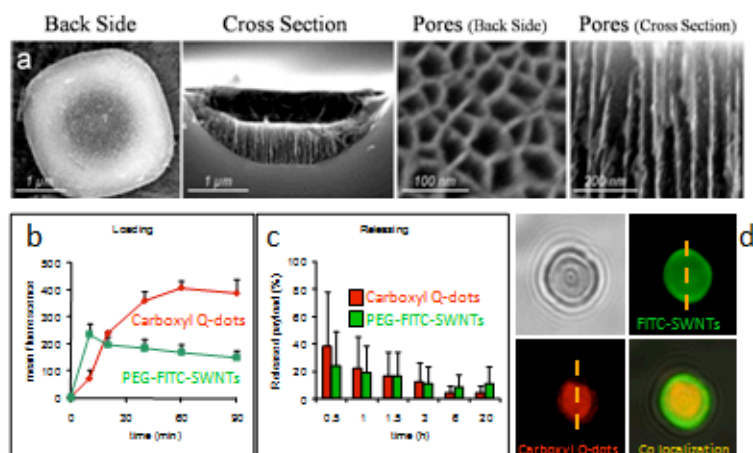 Back Side
Cross Section
Pores (Back Side)
Pores (Cross Section)
a
1 µm
1 µm
100 nm
200 nm
b
Loading
mean fluorescence
500
400
300
200
100
0
Carboxyl Q-dots
PEG-FITC-SWNTs
0
30
60
90
time (min)
c
Releasing
Released payload (%)
100
80
60
40
20
0
Carboxyl Q-dots
PEG-FITC-SWNTs
0.5
1
1.5
2
6
20
time (h)
d
FITC-SWNTs
Carboxyl Q-dots
Co localization